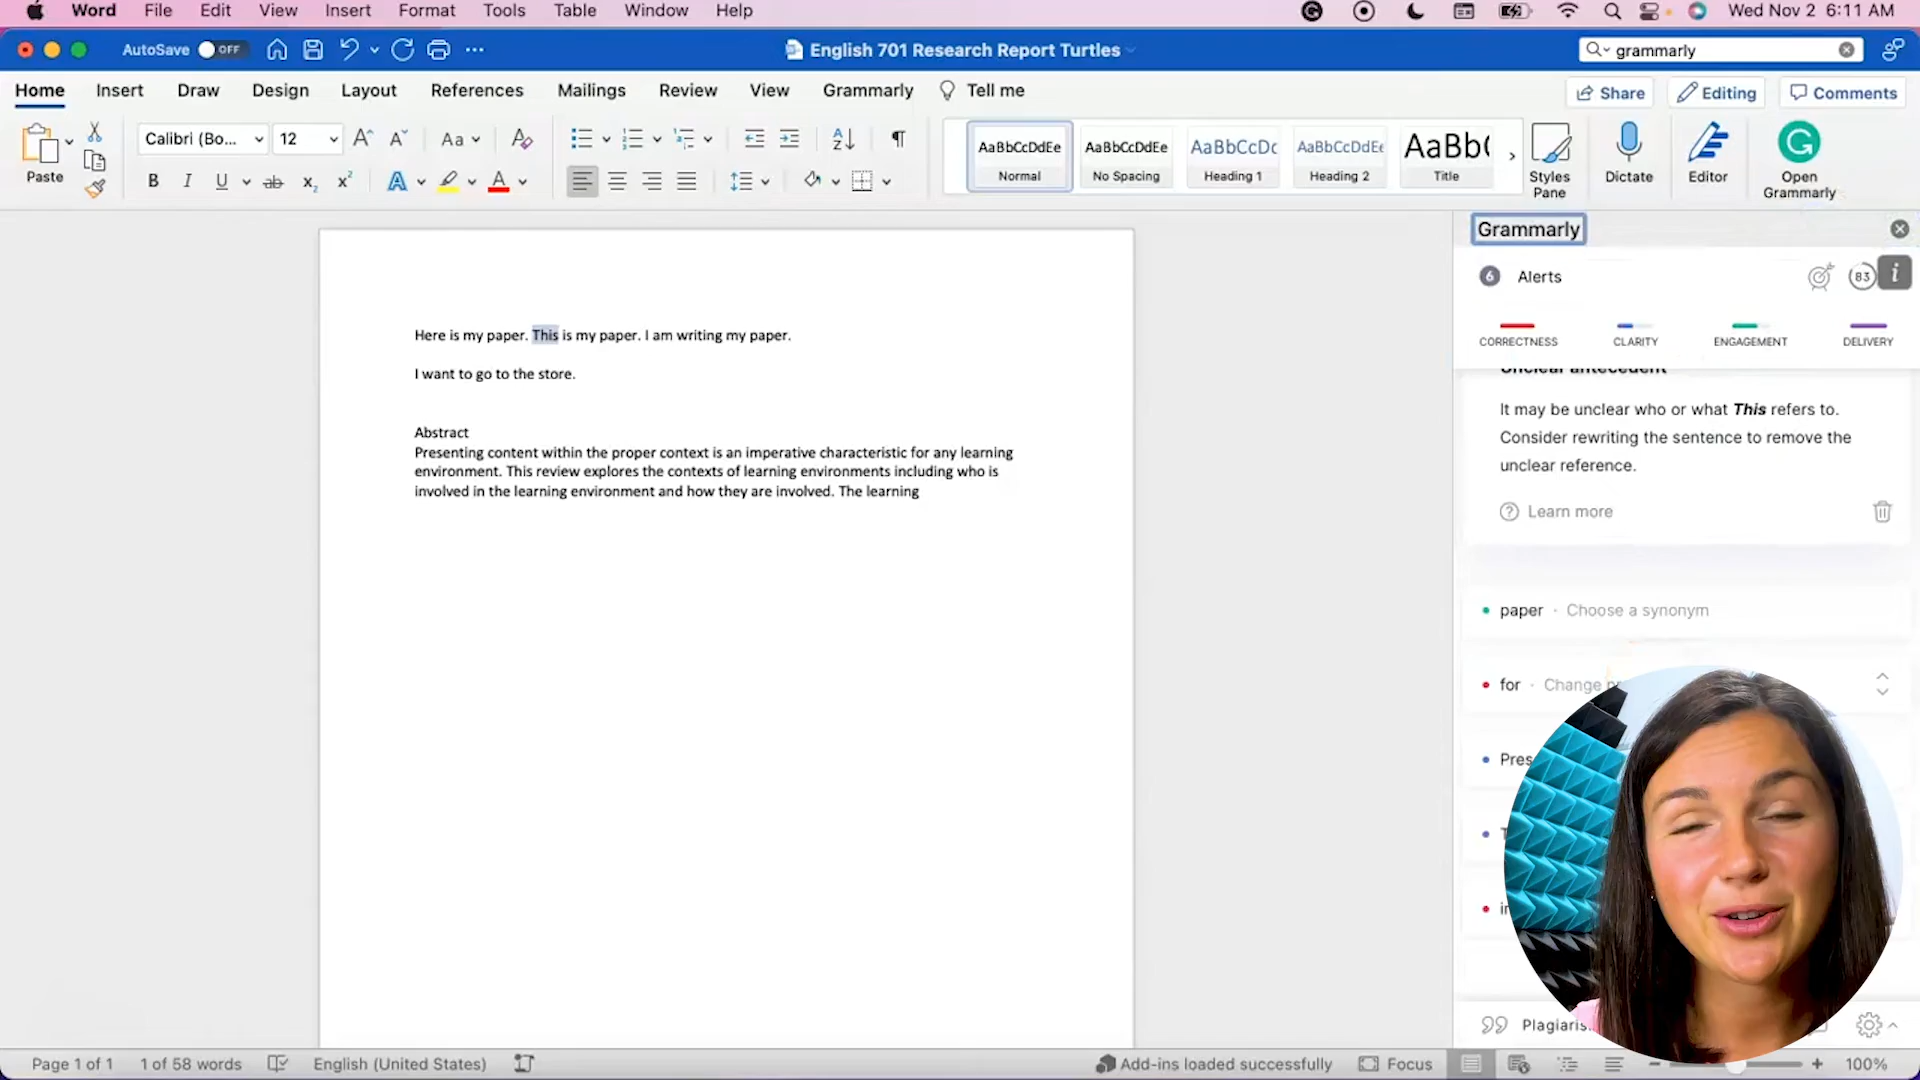 Word File Edit View Insert Format Tools Table Window Help Wed Nov 2 6:11 AM
AutoSave OFF English 701 Research Report Turtles grammarly
Home Insert Draw Design Layout References Mailings Review View Grammarly Tell me Share Editing Comments
Paste
Calibri (Bo... 12 Aa
B I U ab x₂ x² A A
AaBbCcDdEe AaBbCcDdEe AaBbCcDc AaBbCcDdEe AaBb(
Normal No Spacing Heading 1 Heading 2 Title
Styles Pane
Dictate
Editor
Open Grammarly
Here is my paper. This is my paper. I am writing my paper.
I want to go to the store.
Abstract
Presenting content within the proper context is an imperative characteristic for any learning
environment. This review explores the contexts of learning environments including who is
involved in the learning environment and how they are involved. The learning
Grammarly
6 Alerts 83 i
CORRECTNESS CLARITY ENGAGEMENT DELIVERY
Unclear antecedent
It may be unclear who or what This refers to.
Consider rewriting the sentence to remove the
unclear reference.
Learn more
paper · Choose a synonym
for · Change
Pres
Plagiaris
Page 1 of 1 1 of 58 words English (United States) Add-ins loaded successfully Focus 100%